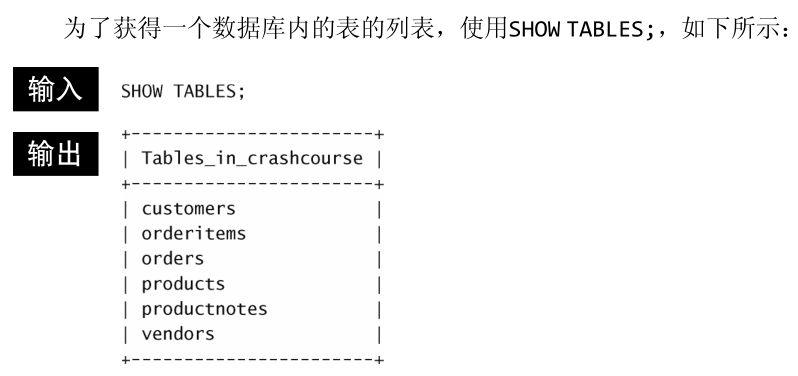 为了获得一个数据库内的表的列表，使用SHOW TABLES;，如下所示：
输入 SHOW TABLES;
输出
+-----------------------+
| Tables_in_crashcourse |
+-----------------------+
| customers             |
| orderitems            |
| orders                |
| products              |
| productnotes          |
| vendors               |
+-----------------------+